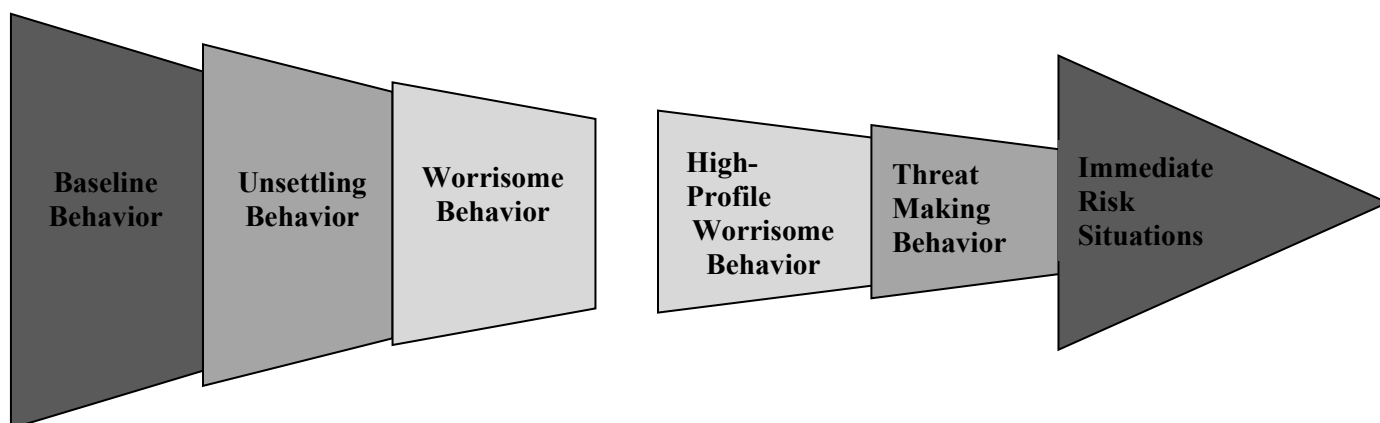 Baseline
Behavior
Unsettling
Behavior
Worrisome
Behavior
High-
Profile
Worrisome
Behavior
Threat
Making
Behavior
Immediate
Risk
Situations